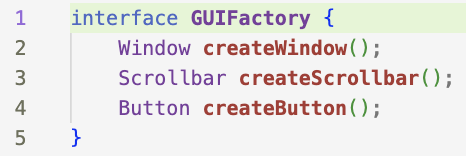 1 interface GUIFactory {
2     Window createWindow();
3     Scrollbar createScrollbar();
4     Button createButton();
5 }